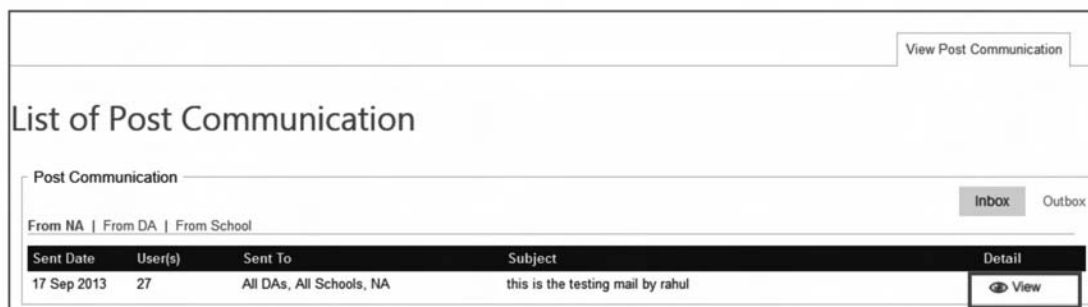 View Post Communication
List of Post Communication
Post Communication
Inbox Outbox
From NA | From DA | From School
Sent Date User(s) Sent To Subject Detail
17 Sep 2013 27 All DAs, All Schools, NA this is the testing mail by rahul View